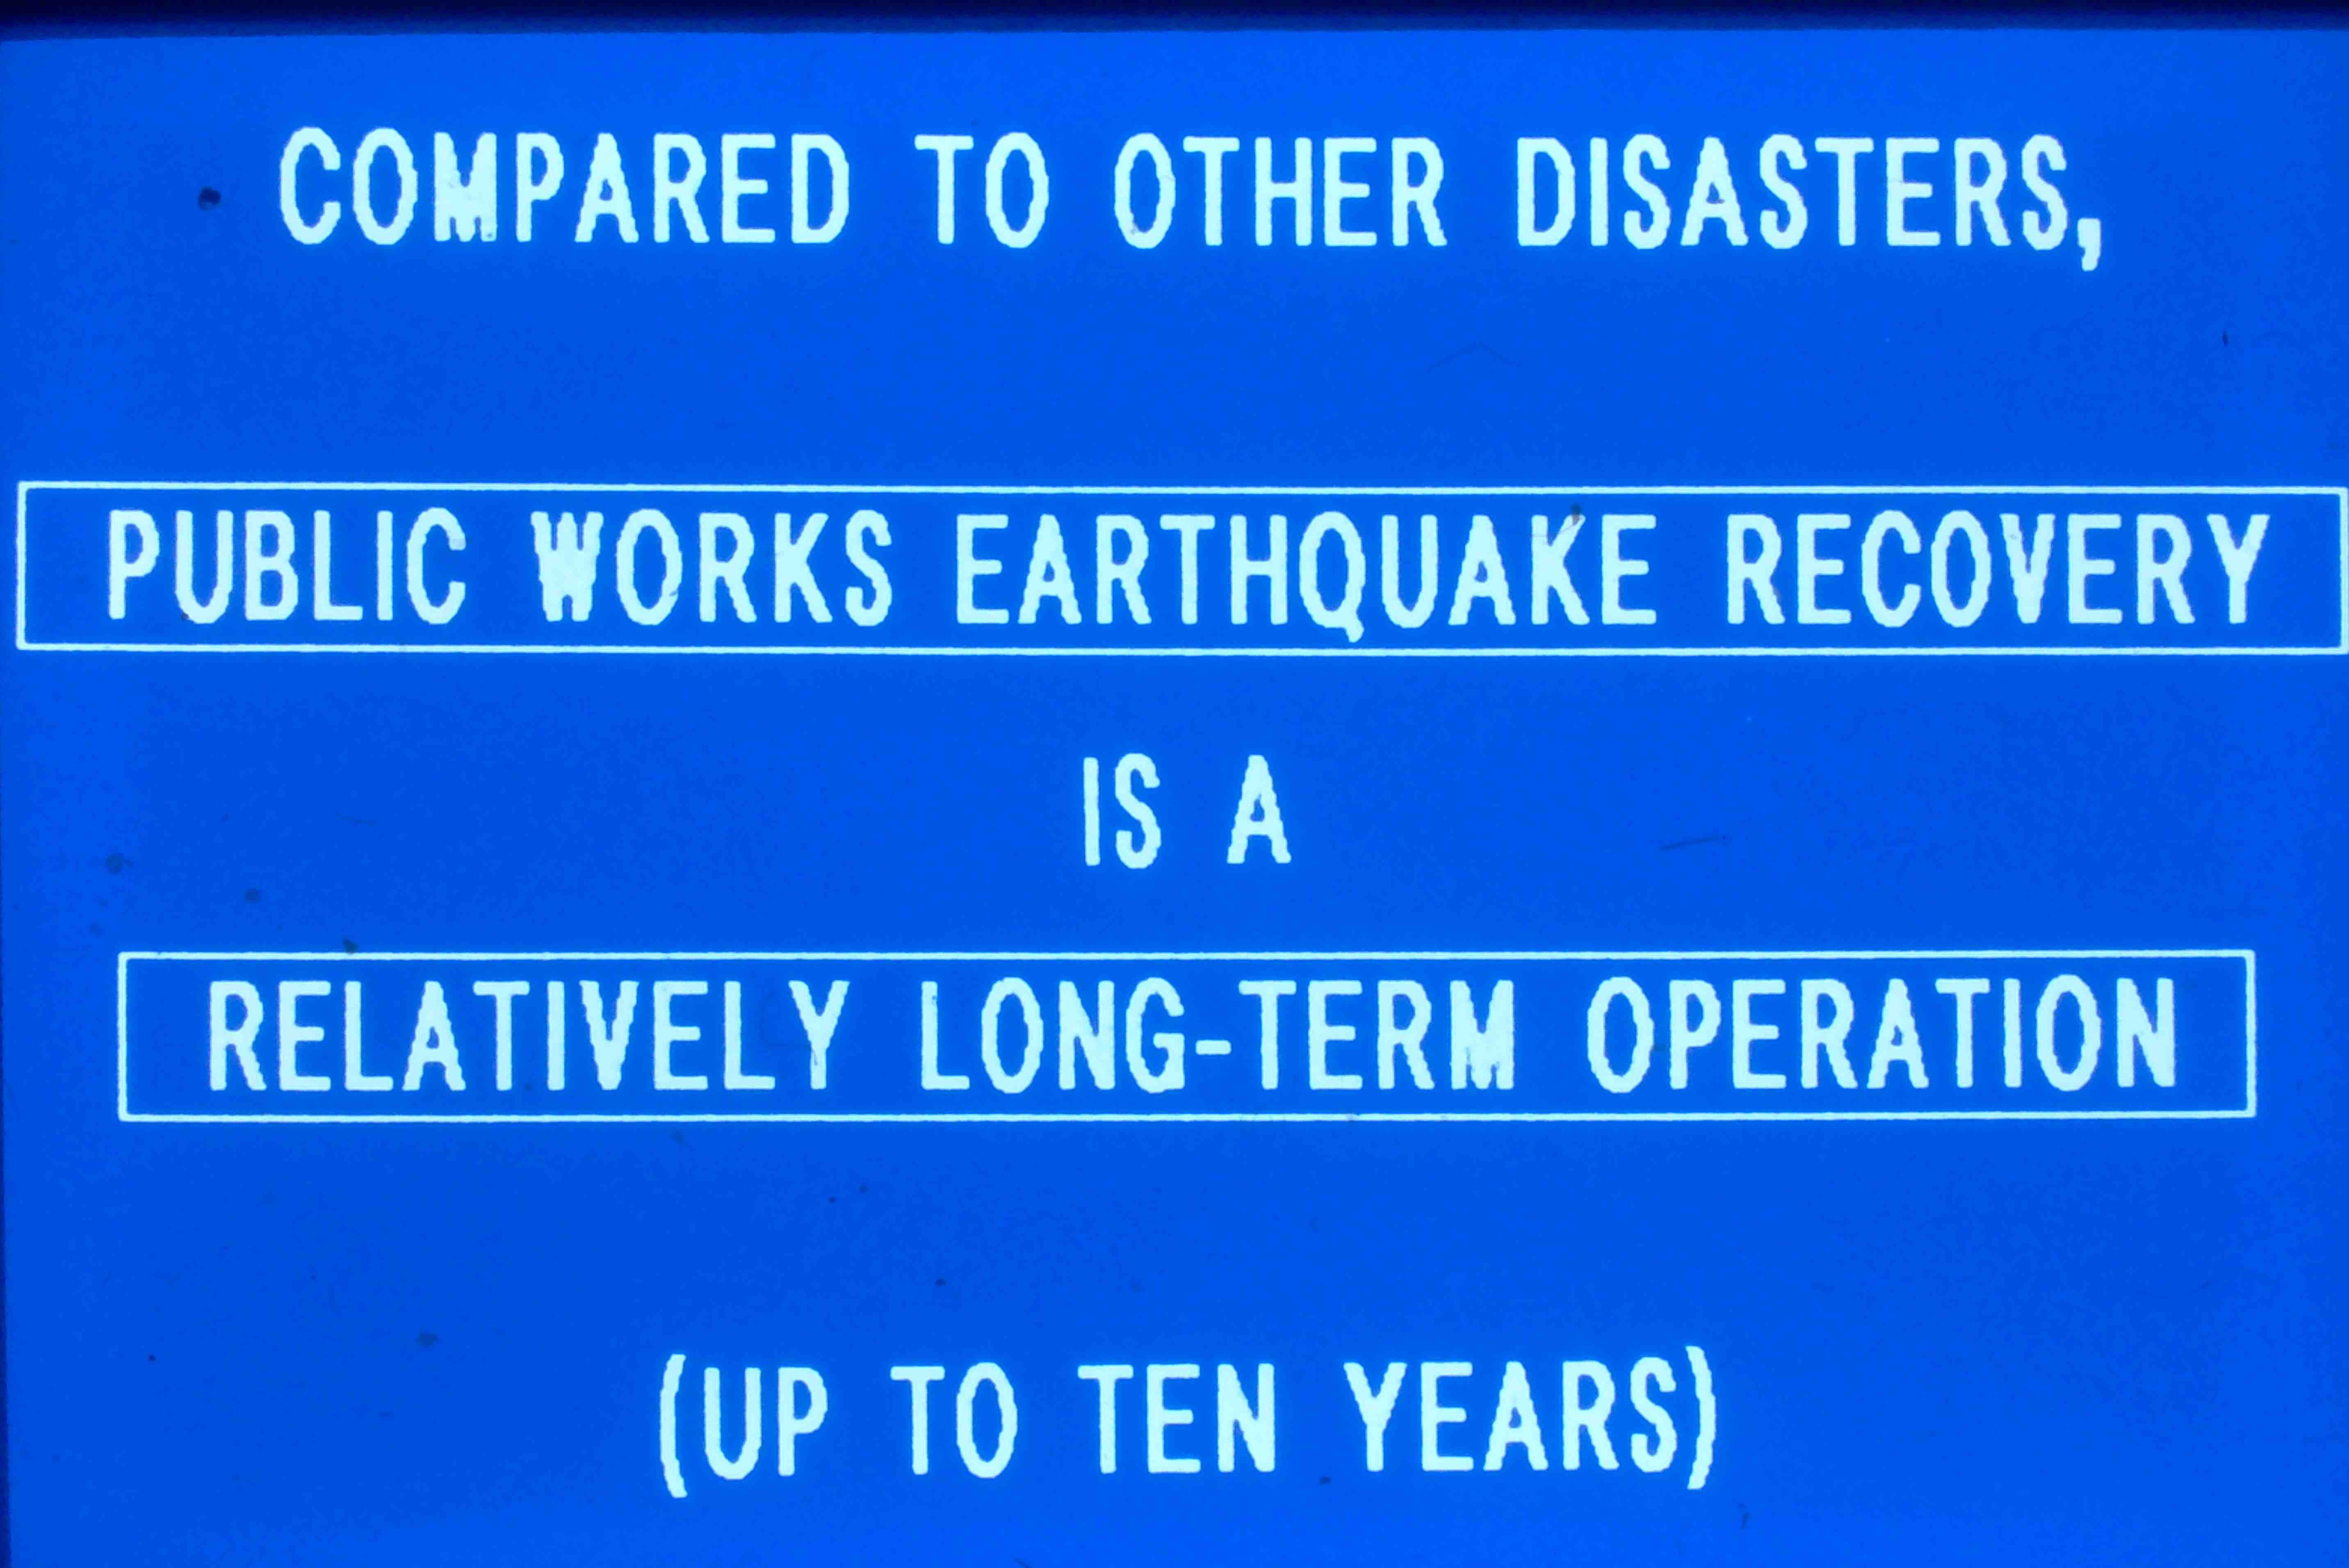 COMPARED TO OTHER DISASTERS,
PUBLIC WORKS EARTHQUAKE RECOVERY
IS A
RELATIVELY LONG-TERM OPERATION
(UP TO TEN YEARS)